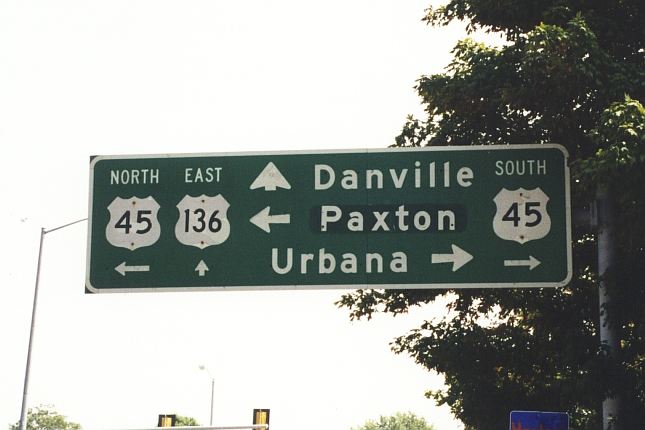 NORTH EAST Danville SOUTH
45 136 Paxton 45
Urbana